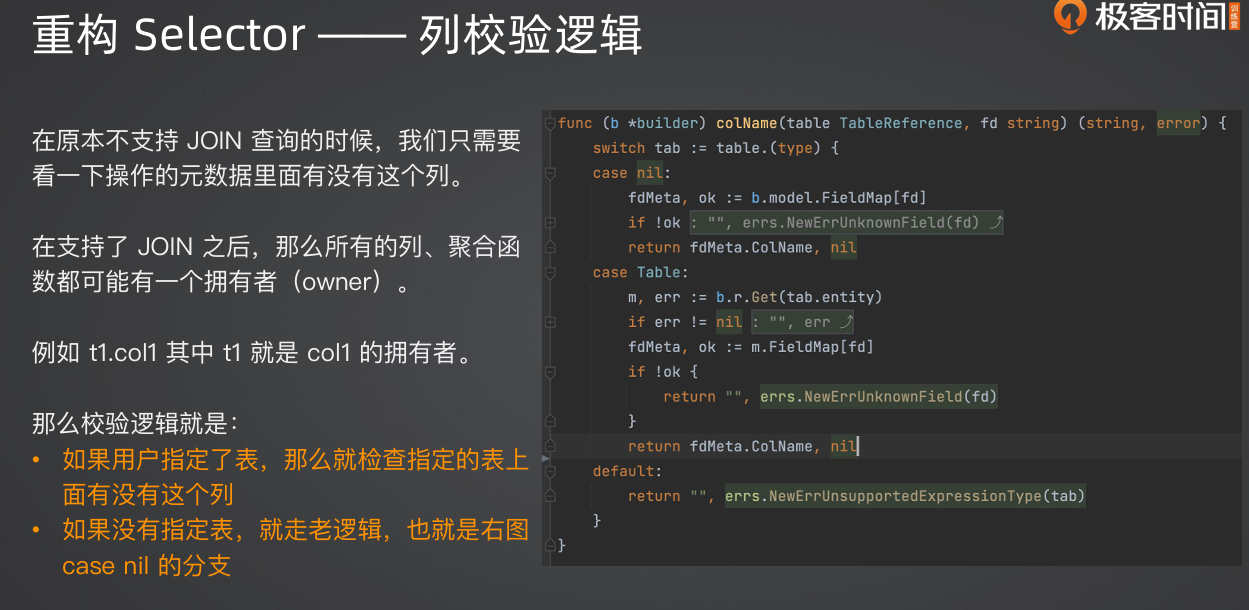 重构 Selector —— 列校验逻辑
极客时间
训练营
在原本不支持 JOIN 查询的时候，我们只需要
看一下操作的元数据里面有没有这个列。
在支持了 JOIN 之后，那么所有的列、聚合函
数都可能有一个拥有者（owner）。
例如 t1.col1 其中 t1 就是 col1 的拥有者。
那么校验逻辑就是：
• 如果用户指定了表，那么就检查指定的表上
面有没有这个列
• 如果没有指定表，就走老逻辑，也就是右图
case nil 的分支
func (b *builder) colName(table TableReference, fd string) (string, error) {
switch tab := table.(type) {
case nil:
fdMeta, ok := b.model.FieldMap[fd]
if !ok : "", errs.NewErrUnknownField(fd) ⤴
return fdMeta.ColName, nil
case Table:
m, err := b.r.Get(tab.entity)
if err != nil : "", err ⤴
fdMeta, ok := m.FieldMap[fd]
if !ok {
return "", errs.NewErrUnknownField(fd)
}
return fdMeta.ColName, nil
default:
return "", errs.NewErrUnsupportedExpressionType(tab)
}
}